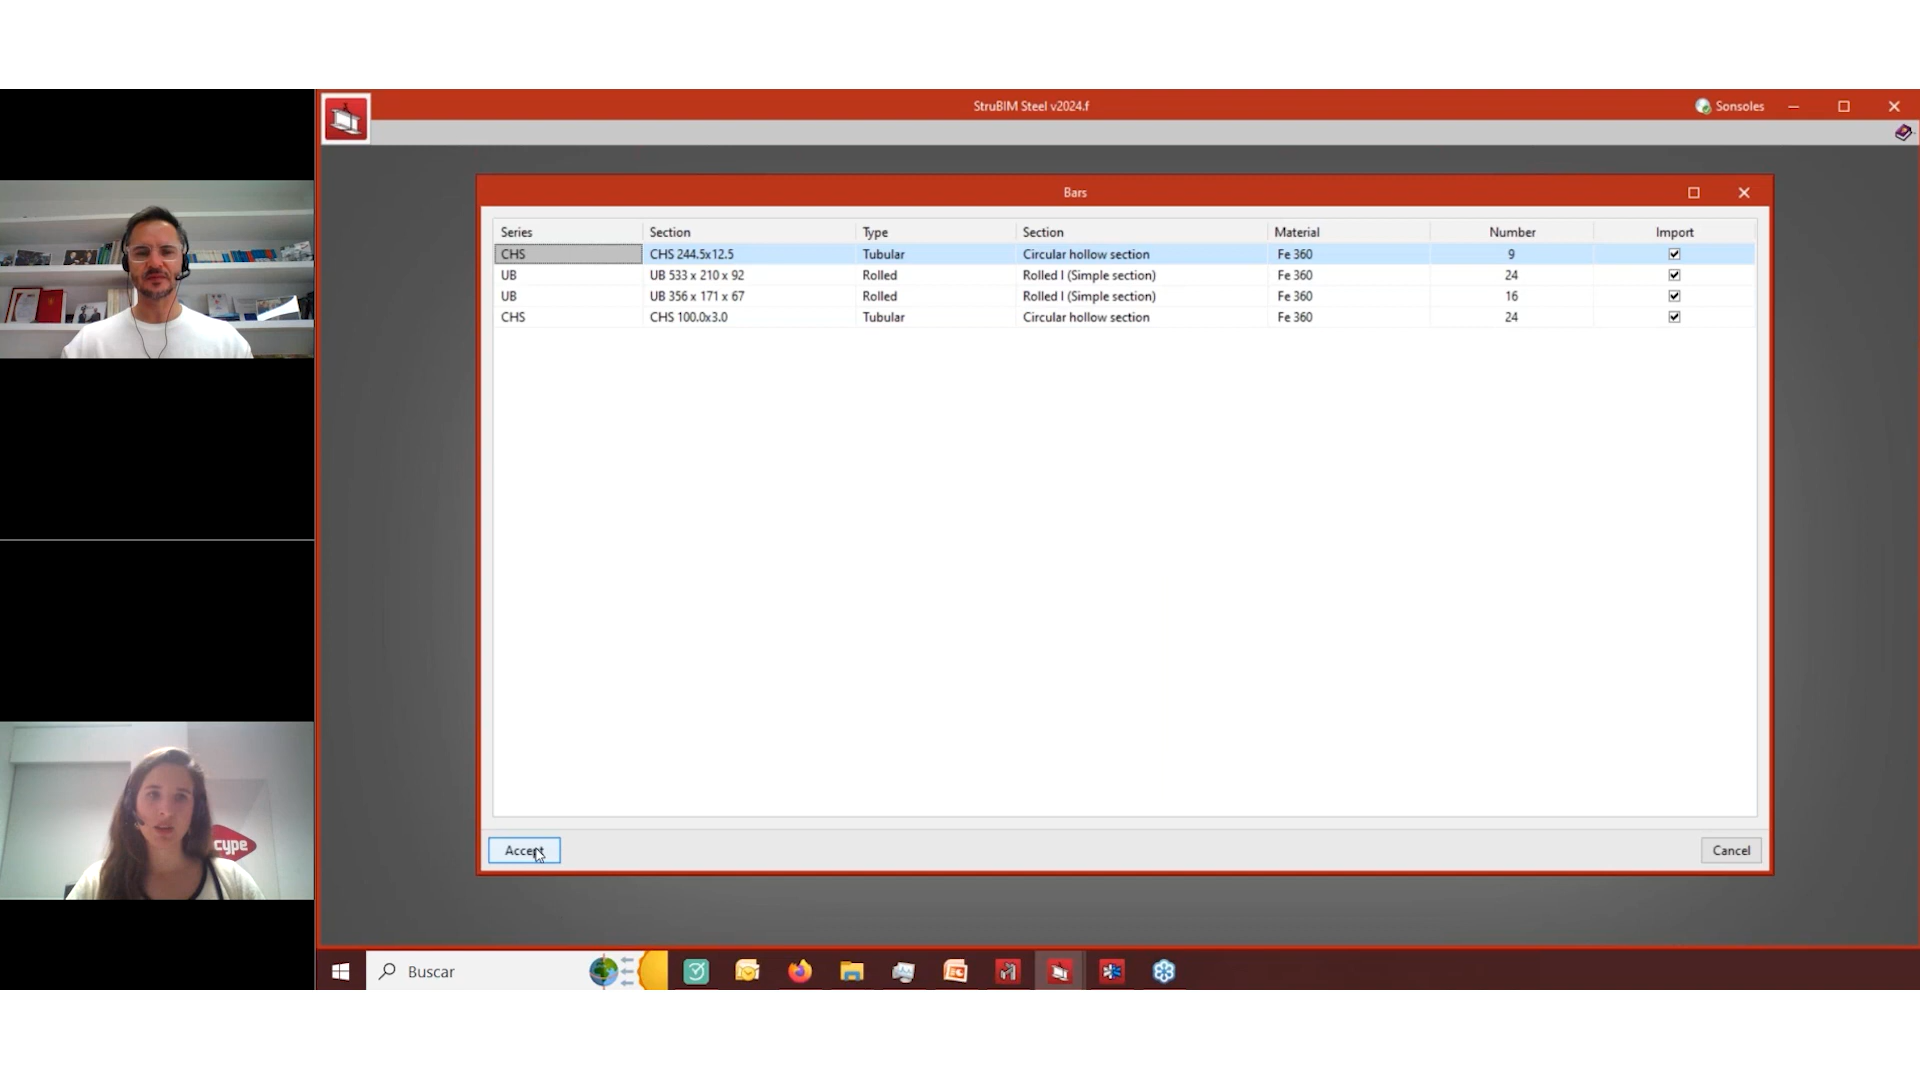 StruBIM Steel v2024.f
Sonsoles
Bars
Series Section Type Section Material Number Import
CHS CHS 244.5x12.5 Tubular Circular hollow section Fe 360 9
UB UB 533 x 210 x 92 Rolled Rolled I (Simple section) Fe 360 24
UB UB 356 x 171 x 67 Rolled Rolled I (Simple section) Fe 360 16
CHS CHS 100.0x3.0 Tubular Circular hollow section Fe 360 24
cype
Accept
Cancel
Buscar